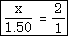 x/1.50 = 2/1